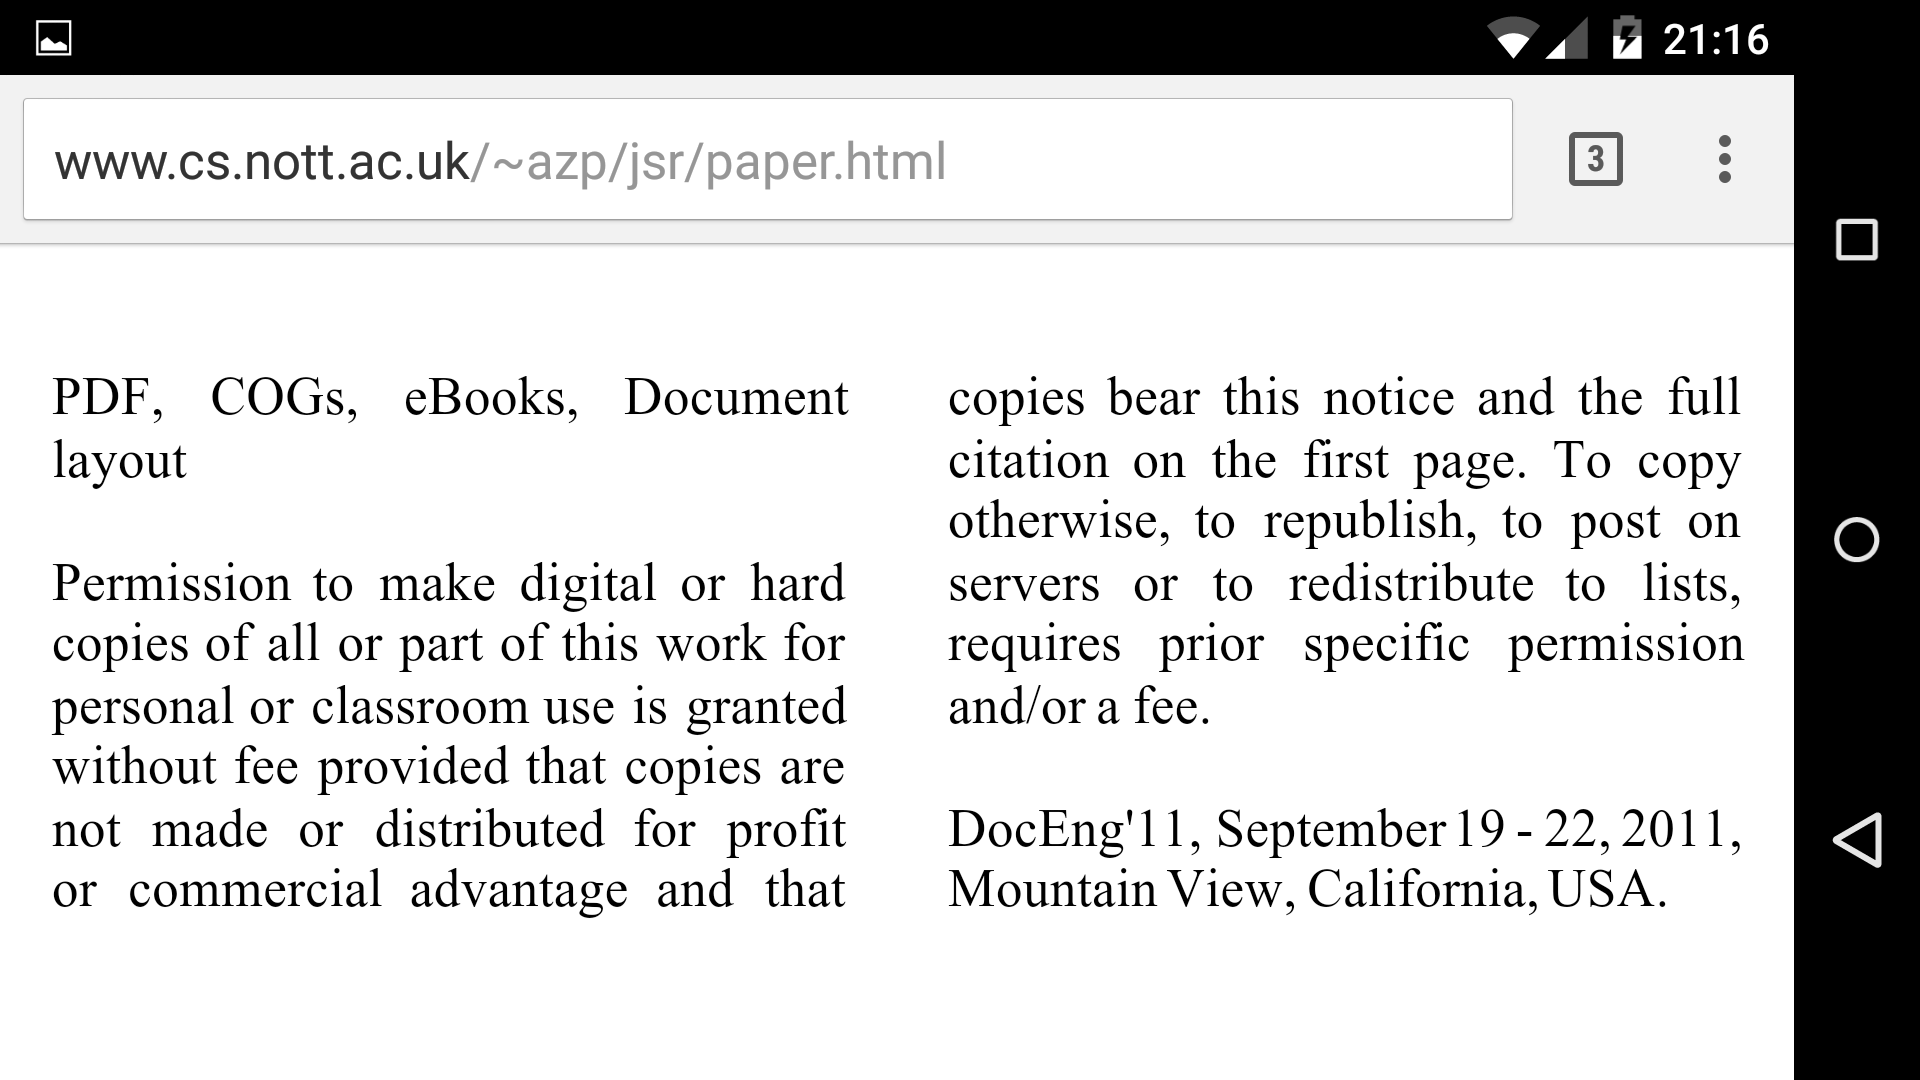 21:16
www.cs.nott.ac.uk/~azp/jsr/paper.html
3
PDF, COGs, eBooks, Document
layout
Permission to make digital or hard
copies of all or part of this work for
personal or classroom use is granted
without fee provided that copies are
not made or distributed for profit
or commercial advantage and that
copies bear this notice and the full
citation on the first page. To copy
otherwise, to republish, to post on
servers or to redistribute to lists,
requires prior specific permission
and/or a fee.
DocEng'11, September 19 - 22, 2011,
Mountain View, California, USA.